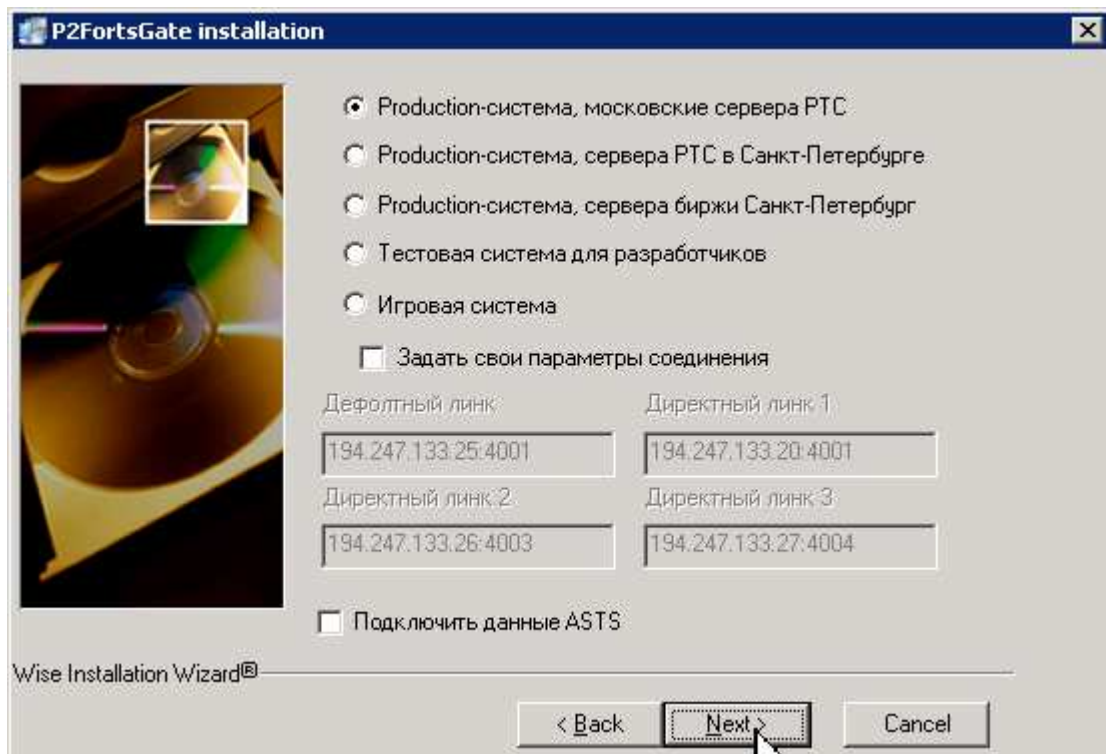 P2FortsGate installation
Production-система, московские сервера РТС
Production-система, сервера РТС в Санкт-Петербурге
Production-система, сервера биржи Санкт-Петербург
Тестовая система для разработчиков
Игровая система
Задать свои параметры соединения
Дефолтный линк
Директный линк 1
194.247.133.25:4001
194.247.133.20:4001
Директный линк 2
Директный линк 3
194.247.133.26:4003
194.247.133.27:4004
Подключить данные ASTS
Wise Installation Wizard®
< Back
Next >
Cancel